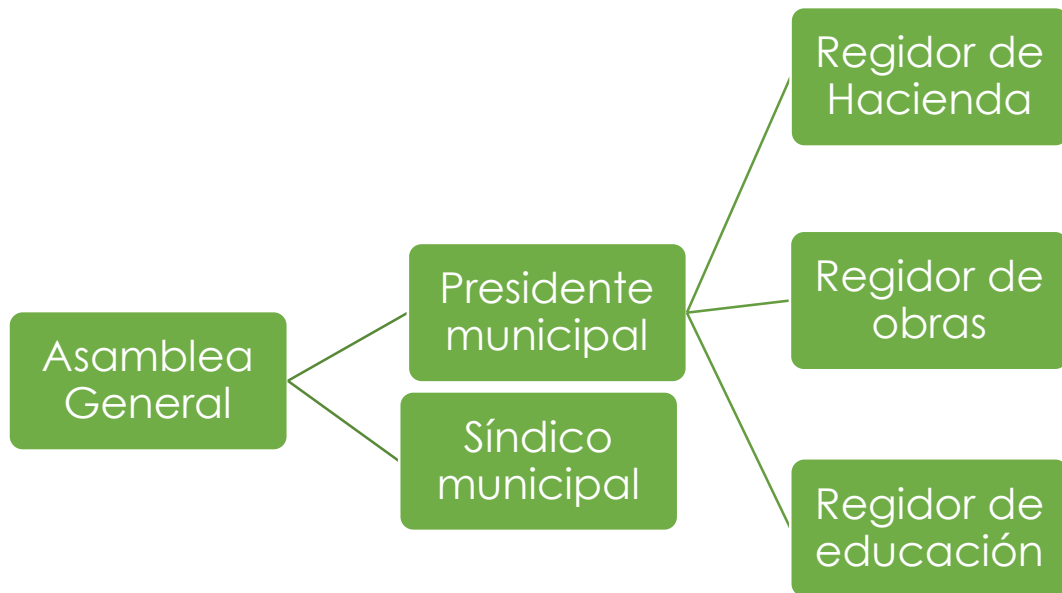 Asamblea
General
Presidente
municipal
Síndico
municipal
Regidor de
Hacienda
Regidor de
obras
Regidor de
educación